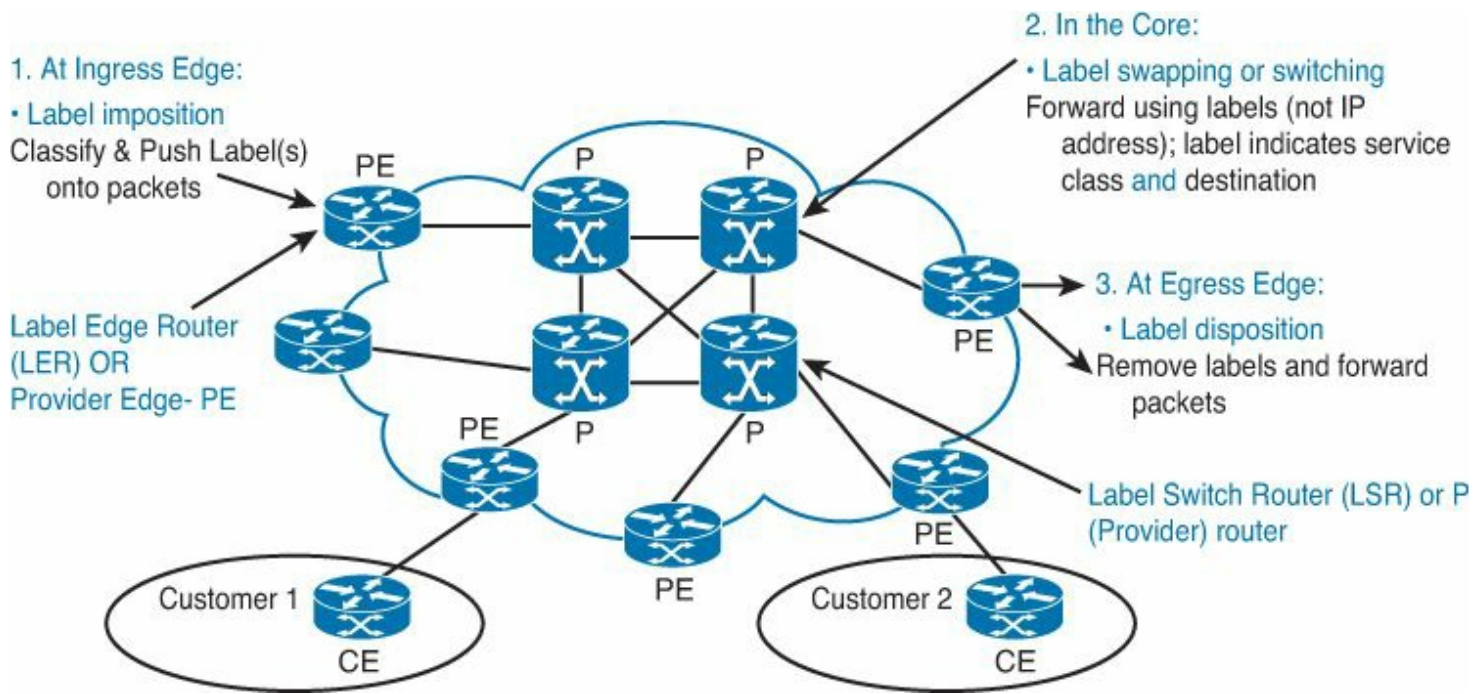 1. At Ingress Edge:
• Label imposition
Classify & Push Label(s)
onto packets
2. In the Core:
• Label swapping or switching
Forward using labels (not IP
address); label indicates service
class and destination
PE
P
P
Label Edge Router
(LER) OR
Provider Edge- PE
PE
3. At Egress Edge:
• Label disposition
Remove labels and forward
packets
PE
P
P
PE
PE
Label Switch Router (LSR) or P
(Provider) router
Customer 1
CE
Customer 2
CE